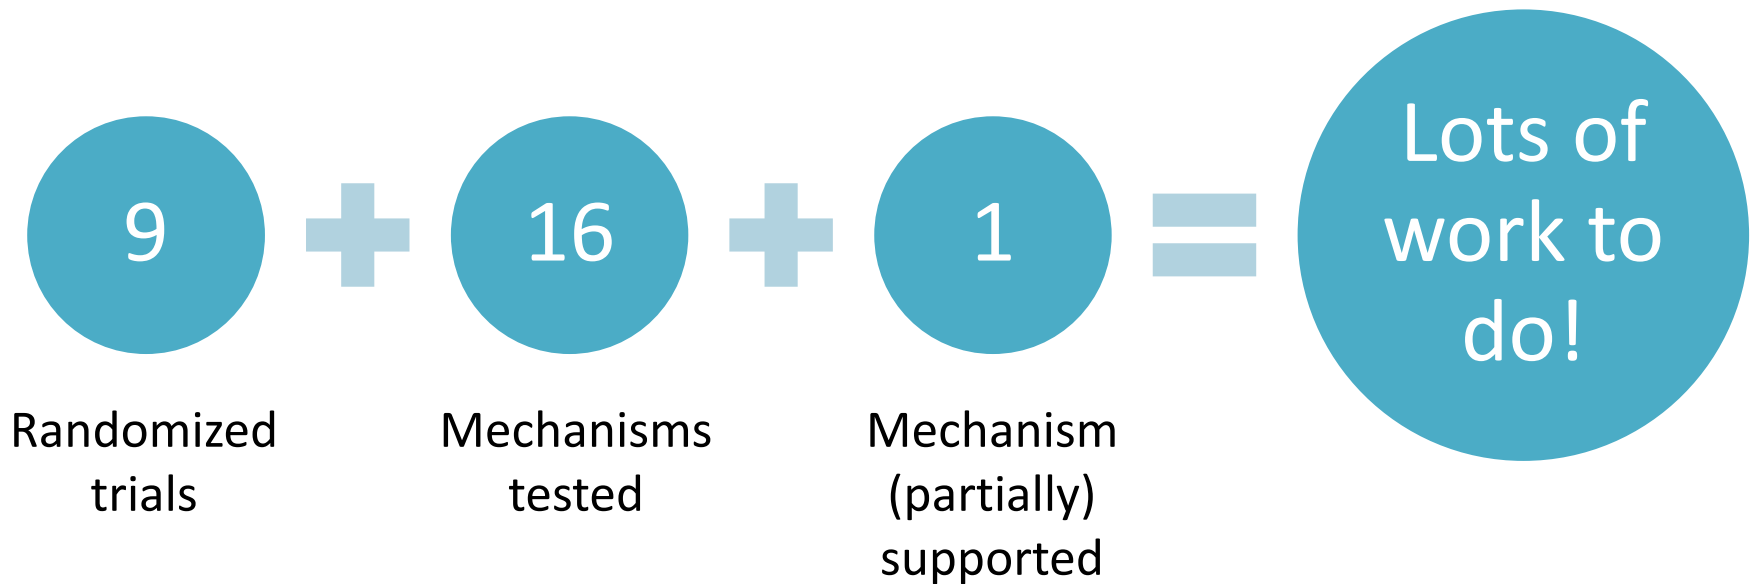 9
16
1
Lots of
work to
do!
Randomized
trials
Mechanisms
tested
Mechanism
(partially)
supported